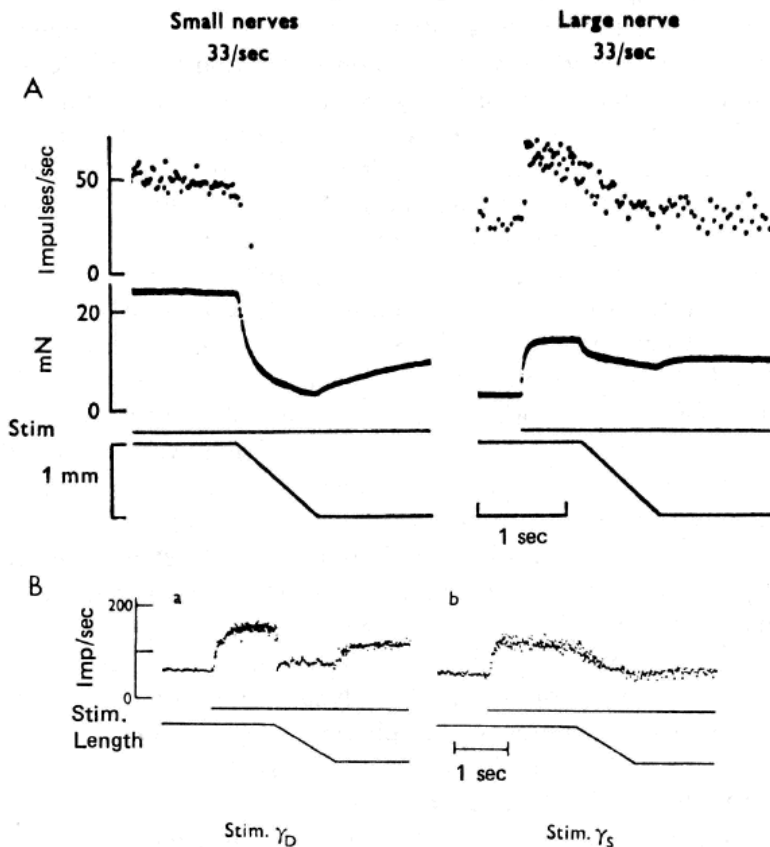 Small nerves
33/sec
Large nerve
33/sec
A
Impulses/sec
50
0
mN
20
0
Stim
1 mm
1 sec
B
a
b
Imp/sec
200
100
0
Stim.
Length
1 sec
Stim. γD
Stim. γS